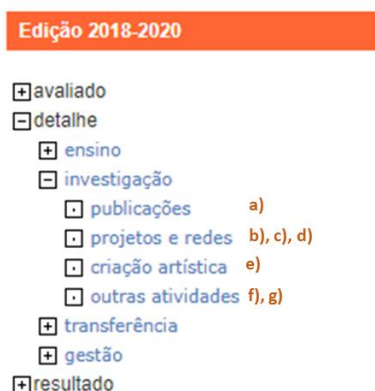 Edição 2018-2020
avaliado
detalhe
ensino
investigação
publicações a)
projetos e redes b), c), d)
criação artística e)
outras atividades f), g)
transferência
gestão
resultado